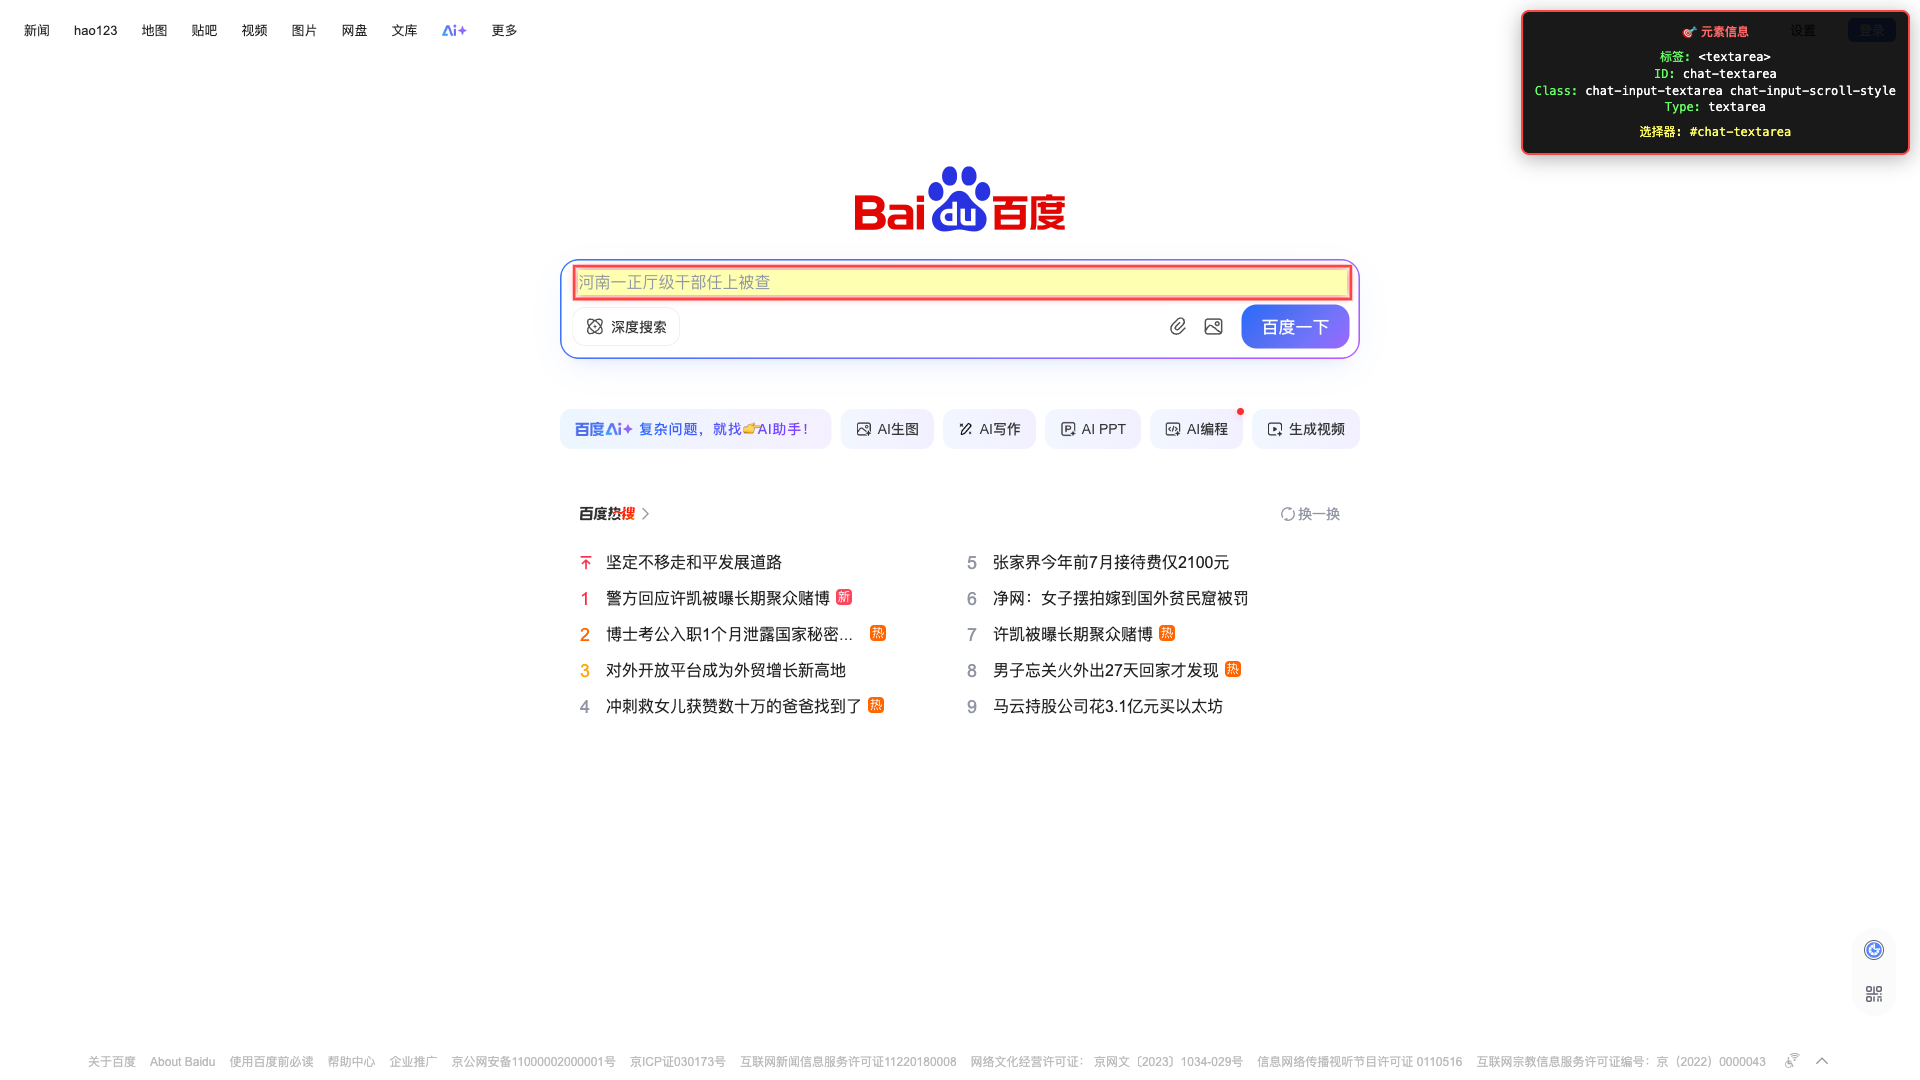 新闻 hao123 地图 贴吧 视频 图片 网盘 文库 Ai+ 更多 设置 登录
🎯 元素信息
标签: <textarea>
ID: chat-textarea
Class: chat-input-textarea chat-input-scroll-style
Type: textarea
选择器: #chat-textarea
Bai du 百度
河南一正厅级干部任上被查
深度搜索 百度一下
百度Ai+ 复杂问题，就找👉AI助手！ AI生图 AI写作 AI PPT AI编程 生成视频
百度热搜 换一换
坚定不移走和平发展道路
1 警方回应许凯被曝长期聚众赌博 新
2 博士考公入职1个月泄露国家秘密... 热
3 对外开放平台成为外贸增长新高地
4 冲刺救女儿获赞数十万的爸爸找到了 热
5 张家界今年前7月接待费仅2100元
6 净网：女子摆拍嫁到国外贫民窟被罚
7 许凯被曝长期聚众赌博 热
8 男子忘关火外出27天回家才发现 热
9 马云持股公司花3.1亿元买以太坊
关于百度 About Baidu 使用百度前必读 帮助中心 企业推广 京公网安备11000002000001号 京ICP证030173号 互联网新闻信息服务许可证11220180008 网络文化经营许可证： 京网文〔2023〕1034-029号 信息网络传播视听节目许可证 0110516 互联网宗教信息服务许可证编号：京（2022）0000043